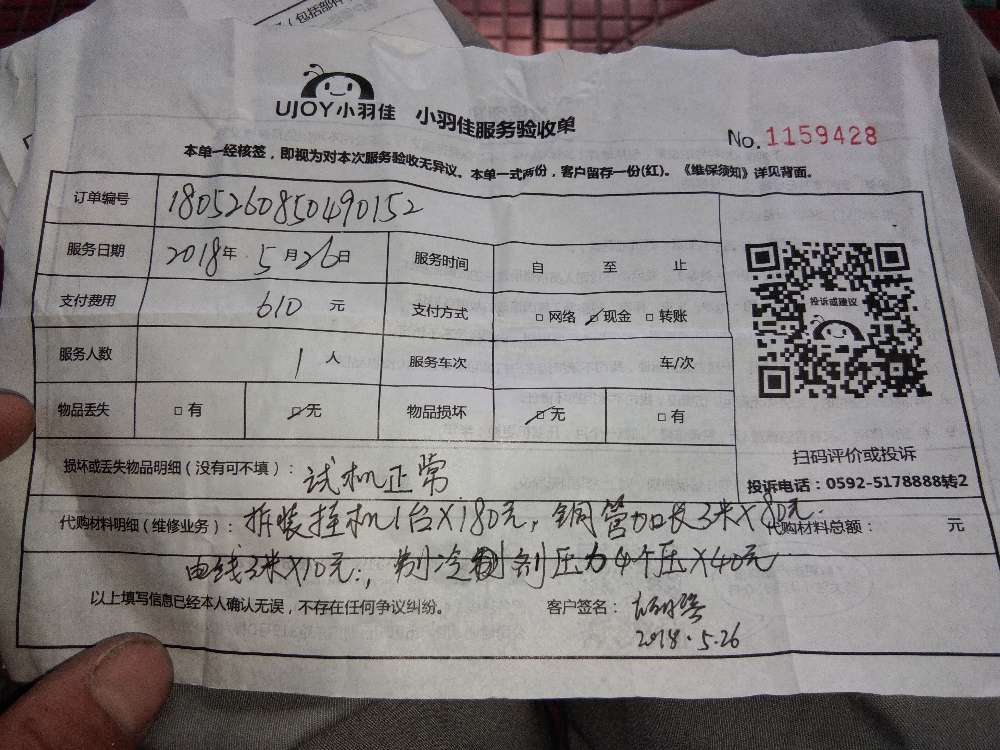 (包括部件
UJOY小羽佳 小羽佳服务验收单
No. 1159428
本单一经核签，即视为对本次服务验收无异议。本单一式两份，客户留存一份(红)。《维保须知》详见背面。
订单编号 1805260850490152
服务日期 2018年 5月26日 服务时间 自 至 止
支付费用 610 元 支付方式 □网络 ☑现金 □转账
投诉或建议
服务人数 1人 服务车次 车/次
物品丢失 □有 ☑无 物品损坏 ☑无 □有
扫码评价或投诉
损坏或丢失物品明细（没有可不填）： 试机正常
投诉电话：0592-5178888转2
代购材料明细（维修业务）： 拆装挂机1台X180元，铜管加长3米X80元. 代购材料总额： 元
电线3米X10元；制冷剂压力4个压X40元
以上填写信息已经本人确认无误，不存在任何争议纠纷。 客户签名：
2018.5.26